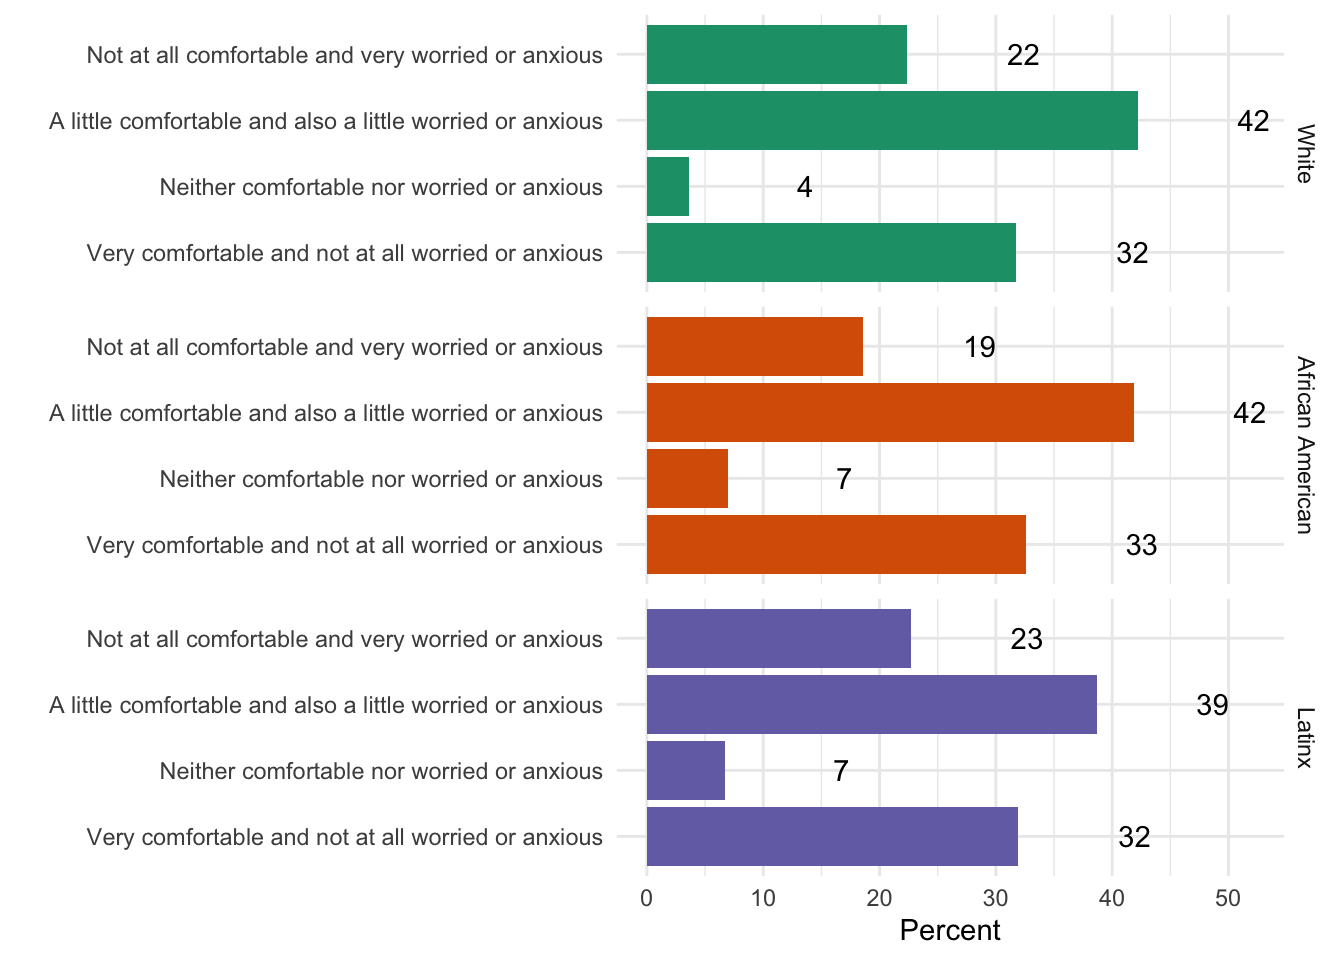 Not at all comfortable and very worried or anxious 22
A little comfortable and also a little worried or anxious 42
Neither comfortable nor worried or anxious 4
Very comfortable and not at all worried or anxious 32
White
Not at all comfortable and very worried or anxious 19
A little comfortable and also a little worried or anxious 42
Neither comfortable nor worried or anxious 7
Very comfortable and not at all worried or anxious 33
African American
Not at all comfortable and very worried or anxious 23
A little comfortable and also a little worried or anxious 39
Neither comfortable nor worried or anxious 7
Very comfortable and not at all worried or anxious 32
Latinx
0 10 20 30 40 50
Percent